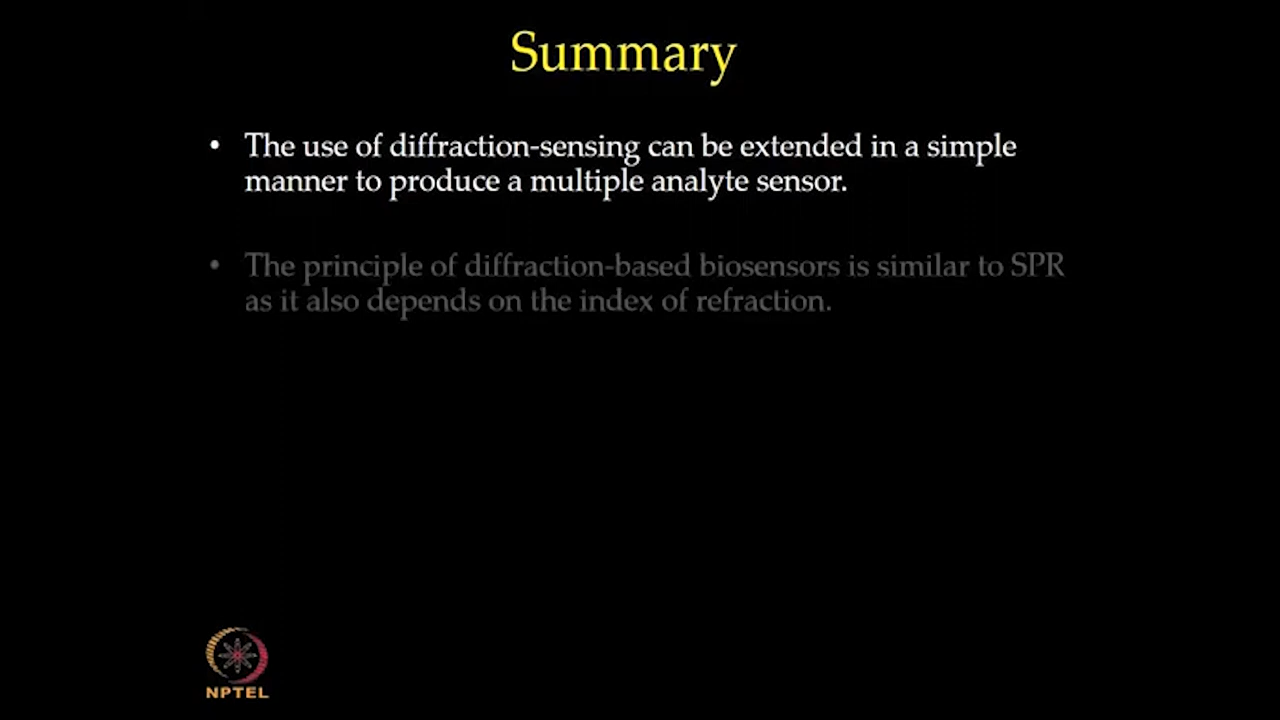 Summary
• The use of diffraction-sensing can be extended in a simple
manner to produce a multiple analyte sensor.
• The principle of diffraction-based biosensors is similar to SPR
as it also depends on the index of refraction.
NPTEL